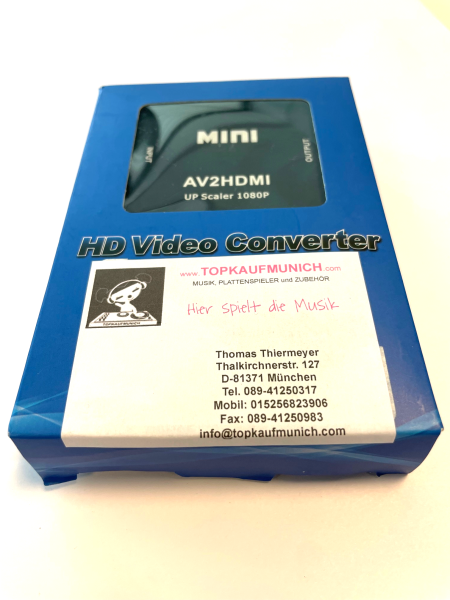 MINI
INPUT
OUTPUT
AV2HDMI
UP Scaler 1080P
HD Video Converter
www.TOPKAUFMUNICH.com
MUSIK, PLATTENSPIELER und ZUBEHÖR
Hier spielt die Musik
TOPKAUFMUNICH
Thomas Thiermeyer
Thalkirchnerstr. 127
D-81371 München
Tel. 089-41250317
Mobil: 015256823906
Fax: 089-41250983
info@topkaufmunich.com